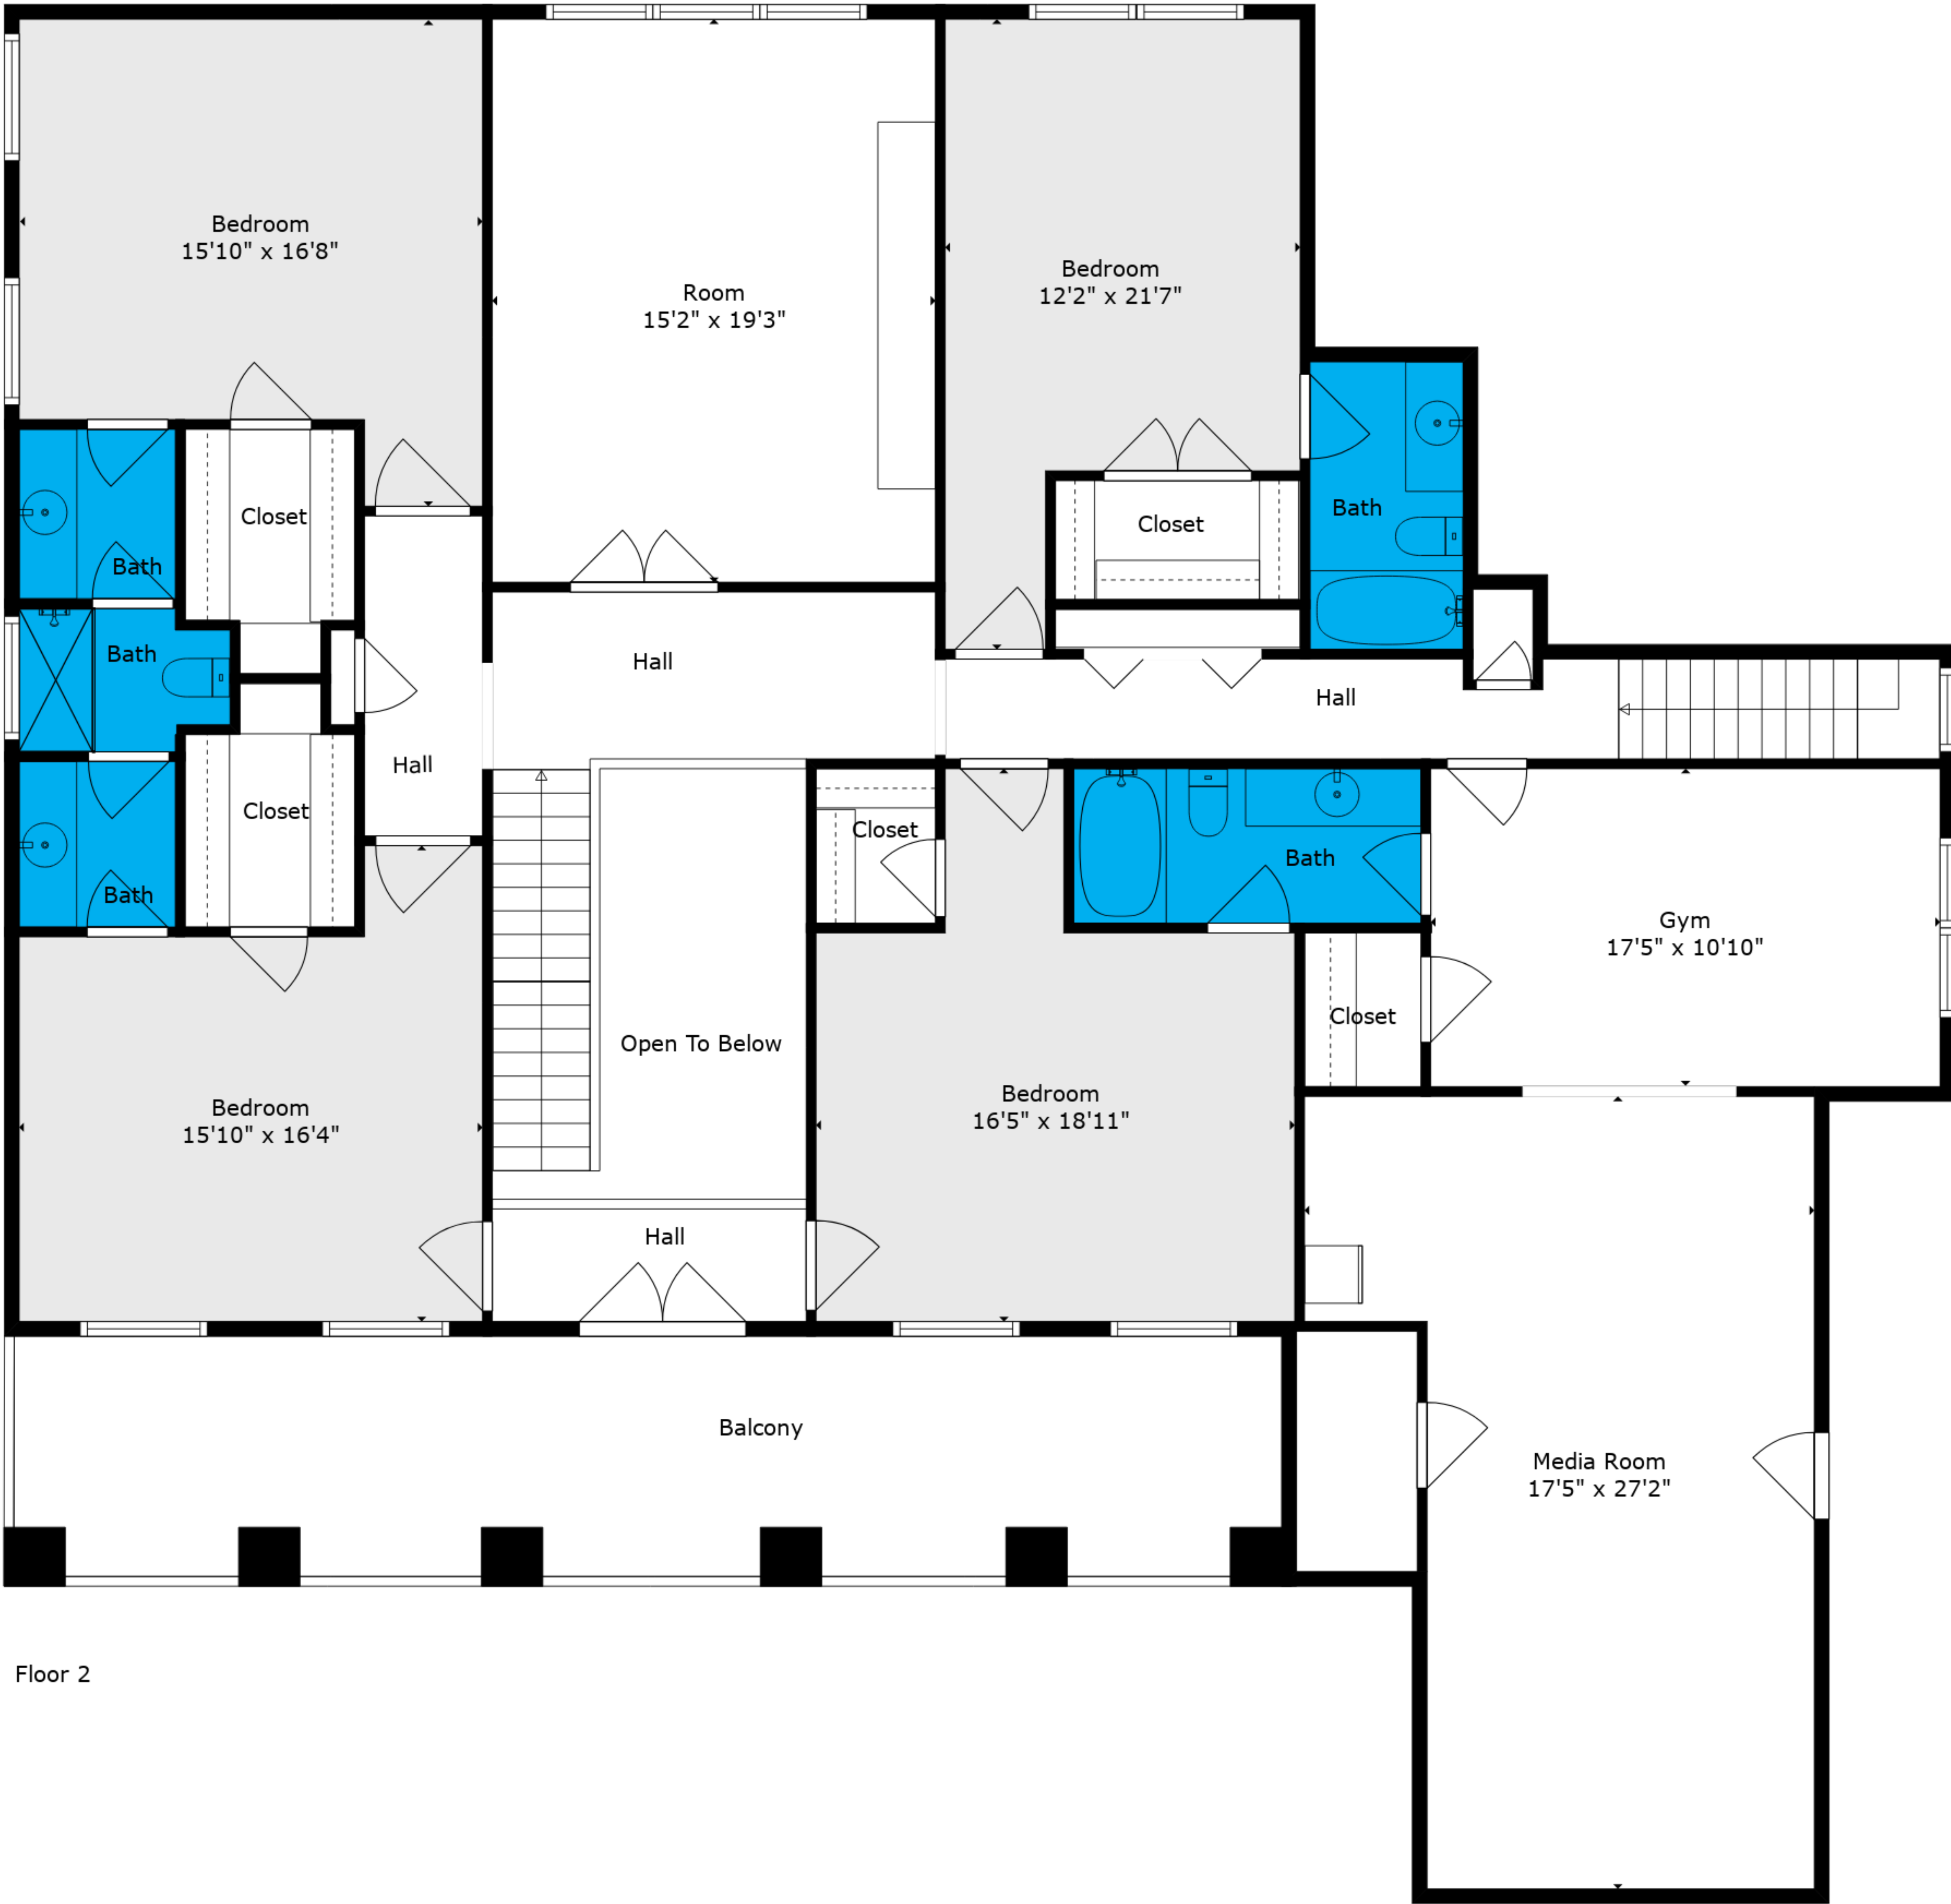 Bedroom
15'10" x 16'8"
Room
15'2" x 19'3"
Bedroom
12'2" x 21'7"
Closet
Bath
Closet
Bath
Bath
Hall
Hall
Hall
Closet
Closet
Bath
Bath
Gym
17'5" x 10'10"
Closet
Open To Below
Bedroom
15'10" x 16'4"
Bedroom
16'5" x 18'11"
Hall
Balcony
Media Room
17'5" x 27'2"
Floor 2